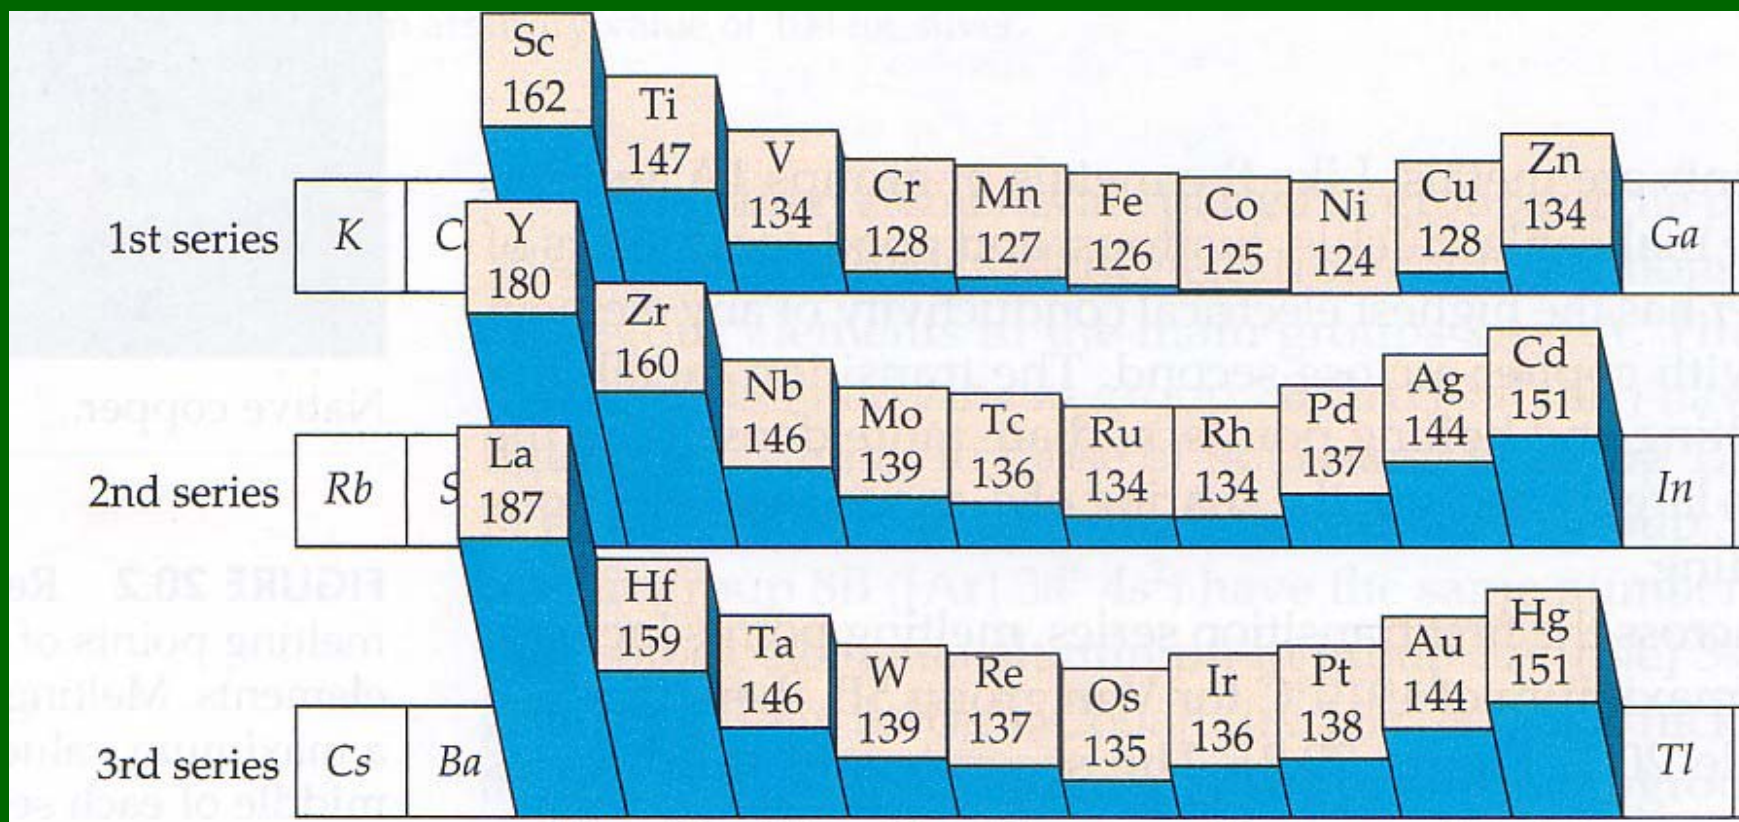 Sc Ti V Cr Mn Fe Co Ni Cu Zn
162 147 134 128 127 126 125 124 128 134
1st series K C Ga
Y Zr Nb Mo Tc Ru Rh Pd Ag Cd
180 160 146 139 136 134 134 137 144 151
2nd series Rb S In
La Hf Ta W Re Os Ir Pt Au Hg
187 159 146 139 137 135 136 138 144 151
3rd series Cs Ba Tl